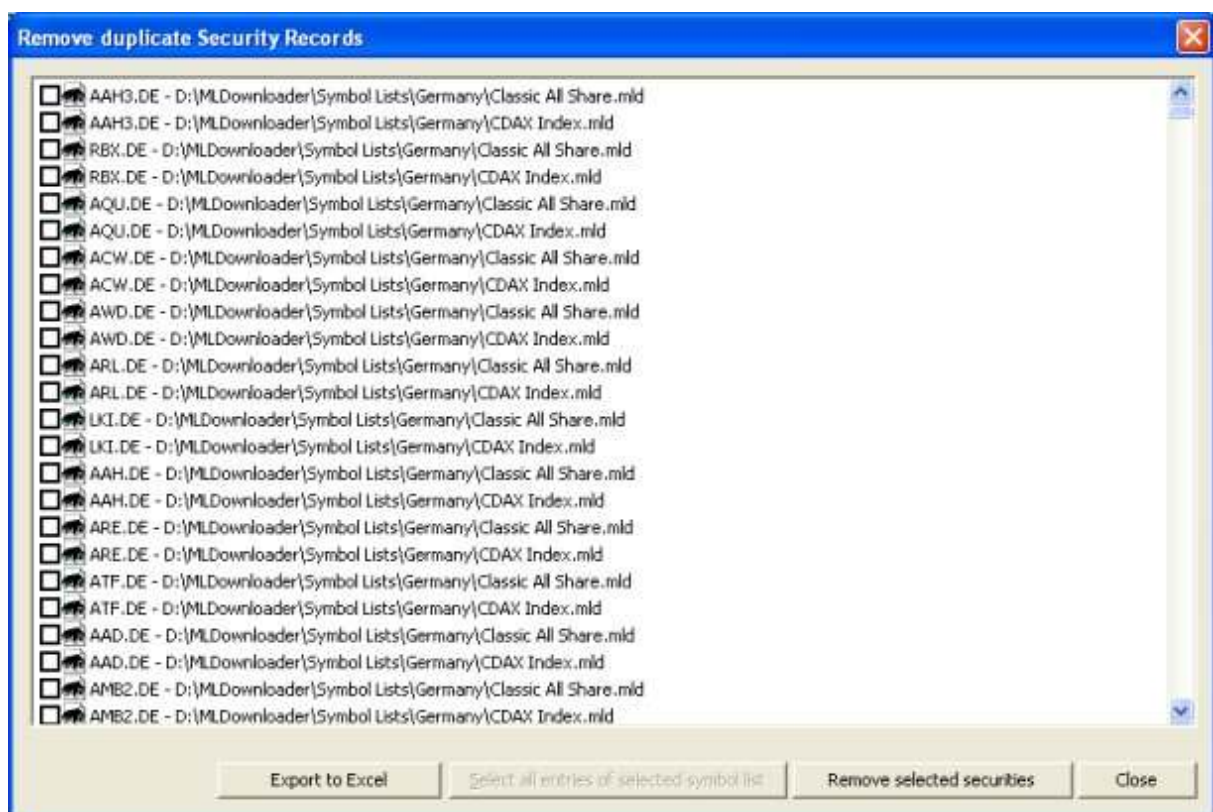 Remove duplicate Security Records
AAH3.DE - D:\MLDownloader\Symbol Lists\Germany\Classic All Share.mld
AAH3.DE - D:\MLDownloader\Symbol Lists\Germany\CDAX Index.mld
RBX.DE - D:\MLDownloader\Symbol Lists\Germany\Classic All Share.mld
RBX.DE - D:\MLDownloader\Symbol Lists\Germany\CDAX Index.mld
AQU.DE - D:\MLDownloader\Symbol Lists\Germany\Classic All Share.mld
AQU.DE - D:\MLDownloader\Symbol Lists\Germany\CDAX Index.mld
ACW.DE - D:\MLDownloader\Symbol Lists\Germany\Classic All Share.mld
ACW.DE - D:\MLDownloader\Symbol Lists\Germany\CDAX Index.mld
AWD.DE - D:\MLDownloader\Symbol Lists\Germany\Classic All Share.mld
AWD.DE - D:\MLDownloader\Symbol Lists\Germany\CDAX Index.mld
ARL.DE - D:\MLDownloader\Symbol Lists\Germany\Classic All Share.mld
ARL.DE - D:\MLDownloader\Symbol Lists\Germany\CDAX Index.mld
LKI.DE - D:\MLDownloader\Symbol Lists\Germany\Classic All Share.mld
LKI.DE - D:\MLDownloader\Symbol Lists\Germany\CDAX Index.mld
AAH.DE - D:\MLDownloader\Symbol Lists\Germany\Classic All Share.mld
AAH.DE - D:\MLDownloader\Symbol Lists\Germany\CDAX Index.mld
ARE.DE - D:\MLDownloader\Symbol Lists\Germany\Classic All Share.mld
ARE.DE - D:\MLDownloader\Symbol Lists\Germany\CDAX Index.mld
ATF.DE - D:\MLDownloader\Symbol Lists\Germany\Classic All Share.mld
ATF.DE - D:\MLDownloader\Symbol Lists\Germany\CDAX Index.mld
AAD.DE - D:\MLDownloader\Symbol Lists\Germany\Classic All Share.mld
AAD.DE - D:\MLDownloader\Symbol Lists\Germany\CDAX Index.mld
AMB2.DE - D:\MLDownloader\Symbol Lists\Germany\Classic All Share.mld
AMB2.DE - D:\MLDownloader\Symbol Lists\Germany\CDAX Index.mld
Export to Excel Select all entries of selected symbol list Remove selected securities Close